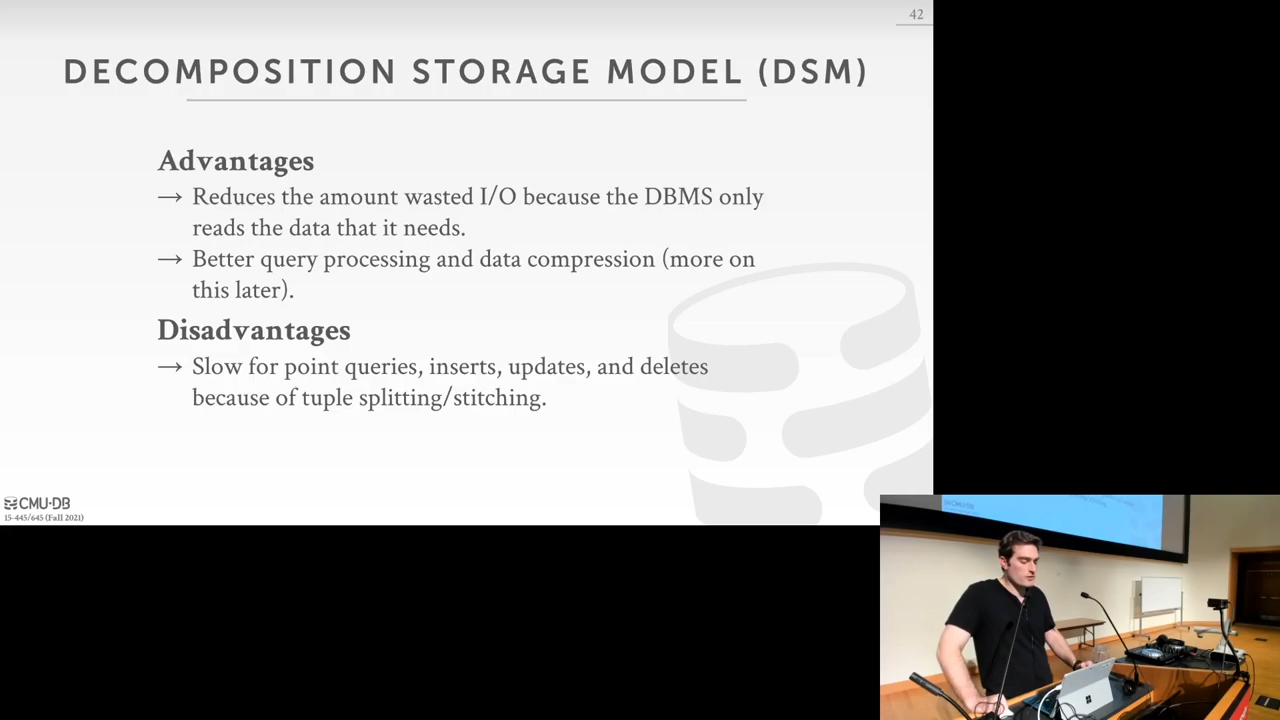 42
DECOMPOSITION STORAGE MODEL (DSM)
Advantages
→ Reduces the amount wasted I/O because the DBMS only
reads the data that it needs.
→ Better query processing and data compression (more on
this later).
Disadvantages
→ Slow for point queries, inserts, updates, and deletes
because of tuple splitting/stitching.
CMU·DB
15-445/645 (Fall 2021)